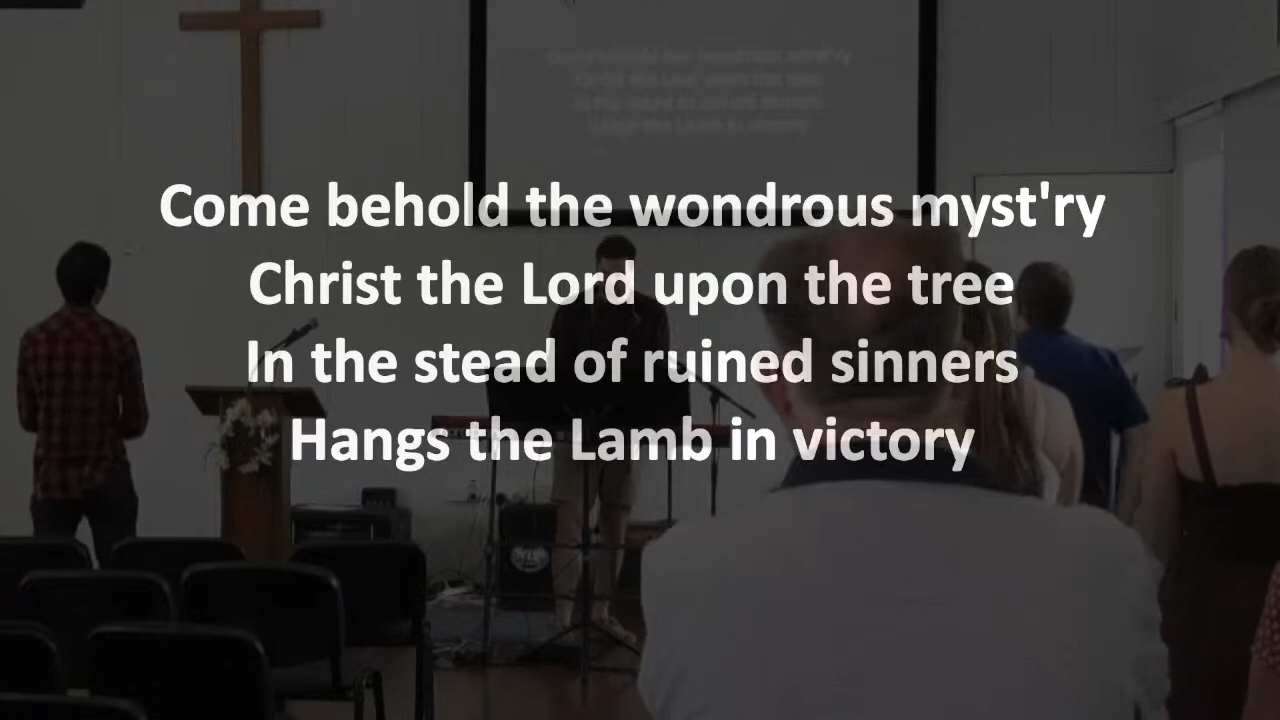 Come behold the wondrous myst'ry
Christ the Lord upon the tree
In the stead of ruined sinners
Hangs the Lamb in victory